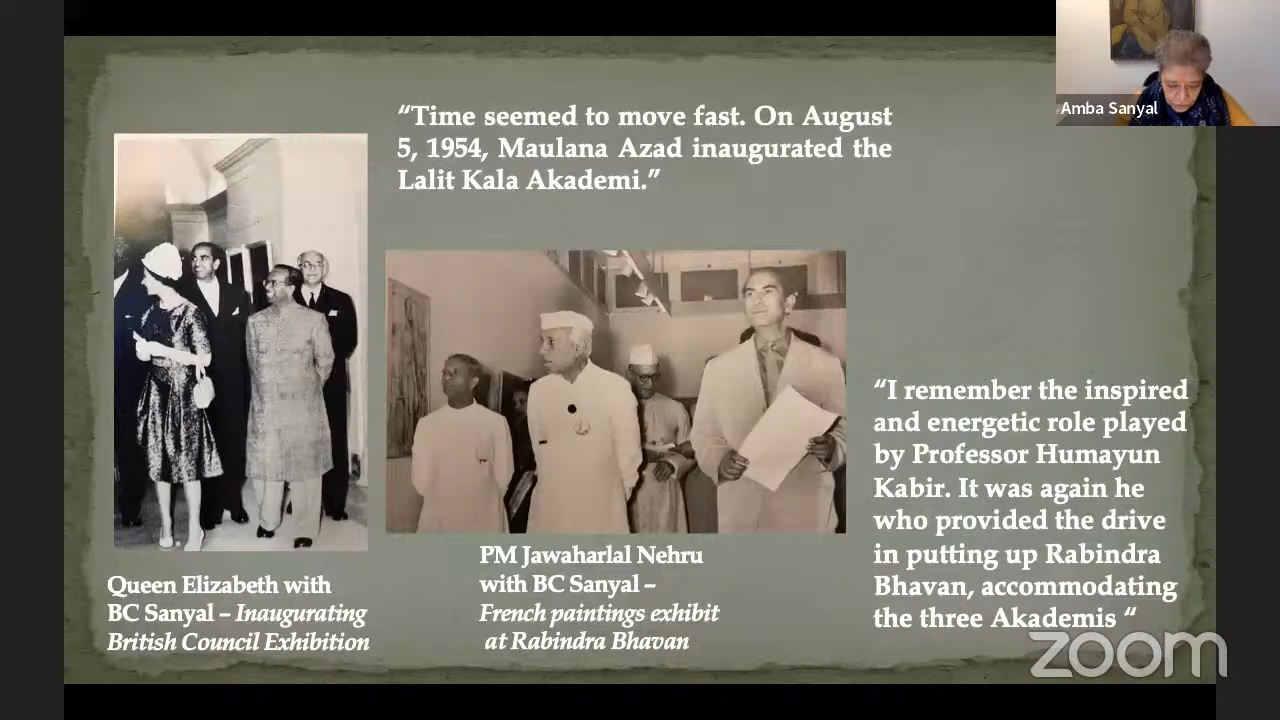 Amba Sanyal
“Time seemed to move fast. On August
5, 1954, Maulana Azad inaugurated the
Lalit Kala Akademi.”
“I remember the inspired
and energetic role played
by Professor Humayun
Kabir. It was again he
who provided the drive
in putting up Rabindra
Bhavan, accommodating
the three Akademis “
PM Jawaharlal Nehru
with BC Sanyal –
French paintings exhibit
at Rabindra Bhavan
Queen Elizabeth with
BC Sanyal – Inaugurating
British Council Exhibition
zoom